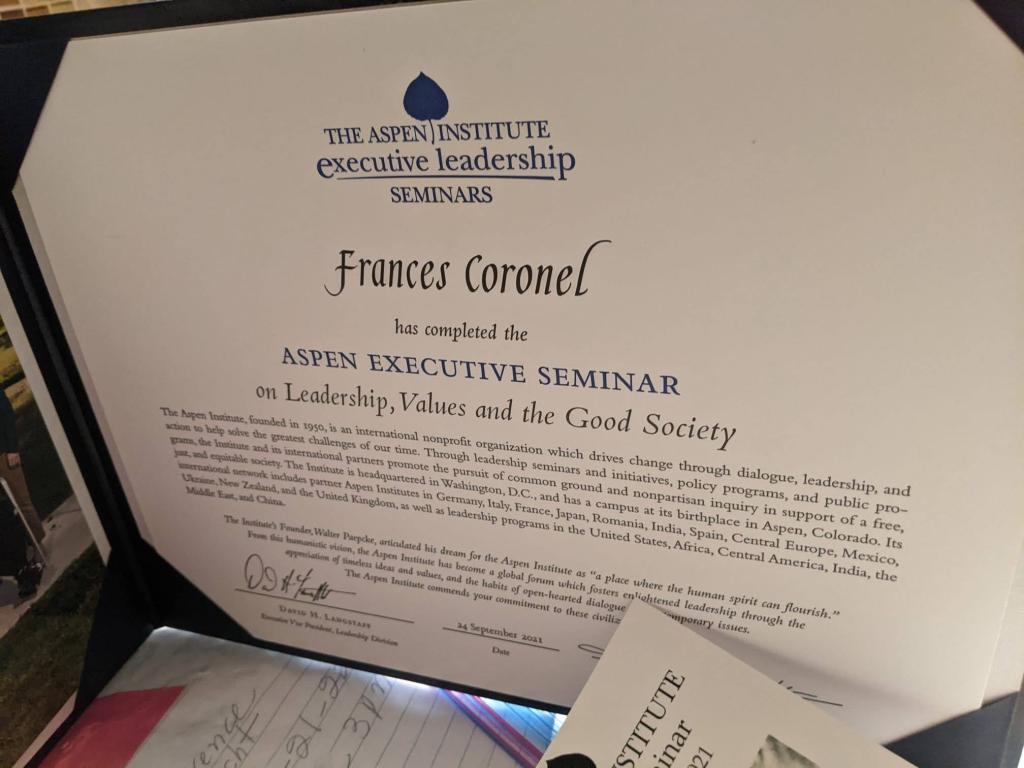 THE ASPEN INSTITUTE
executive leadership
SEMINARS
Frances Coronel
has completed the
ASPEN EXECUTIVE SEMINAR
on Leadership, Values and the Good Society
The Aspen Institute, founded in 1950, is an international nonprofit organization which drives change through dialogue, leadership, and
action to help solve the greatest challenges of our time. Through leadership seminars and initiatives, policy programs, and public pro-
grams, the Institute and its international partners promote the pursuit of common ground and nonpartisan inquiry in support of a free,
just, and equitable society. The Institute is headquartered in Washington, D.C., and has a campus at its birthplace in Aspen, Colorado. Its
international network includes partner Aspen Institutes in Germany, Italy, France, Japan, Romania, India, Spain, Central Europe, Mexico,
Ukraine, New Zealand, and the United Kingdom, as well as leadership programs in the United States, Africa, Central America, India, the
Middle East, and China.
The Institute's Founder, Walter Paepcke, articulated his dream for the Aspen Institute as "a place where the human spirit can flourish."
From this humanistic vision, the Aspen Institute has become a global forum which fosters enlightened leadership through the
appreciation of timeless ideas and values, and the habits of open-hearted dialogue temporary issues.
The Aspen Institute commends your commitment to these
David H. Langstaff
Executive Vice President, Leadership Division
24 September 2021
Date
STITUTE
inar
021
3p